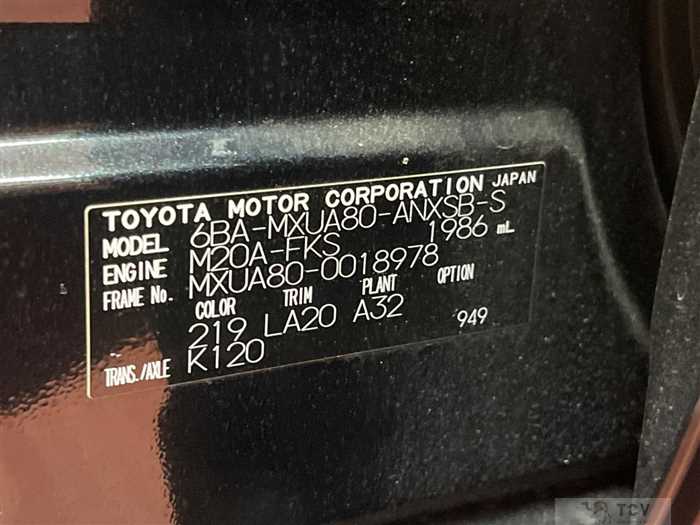 TOYOTA MOTOR CORPORATION JAPAN
MODEL 6BA-MXUA80-ANXSB-S
ENGINE M20A-FKS 1986 mL
FRAME No. MXUA80-0018978
COLOR TRIM PLANT OPTION
219 LA20 A32 949
TRANS./AXLE K120
TCV